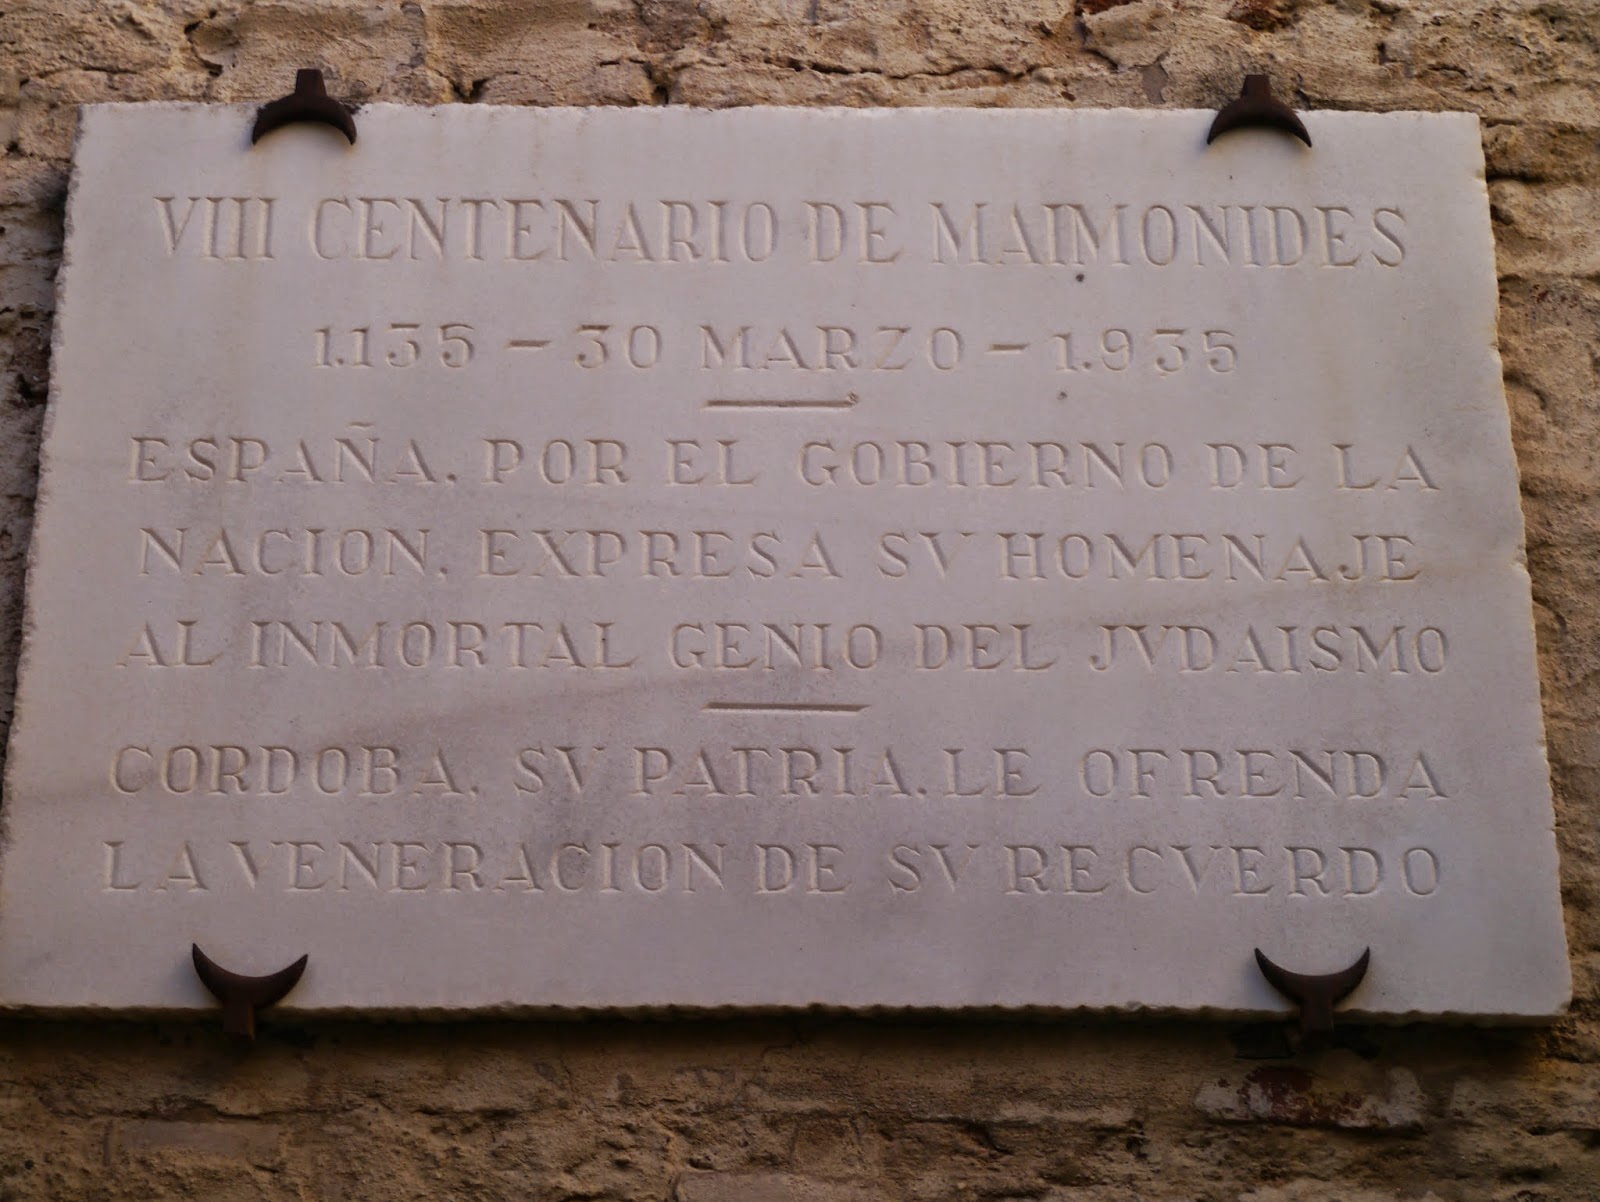 VIII CENTENARIO DE MAIMONIDES
1.135 – 30 MARZO – 1.935
ESPAÑA. POR EL GOBIERNO DE LA
NACION. EXPRESA SV HOMENAJE
AL INMORTAL GENIO DEL JVDAISMO
CORDOBA. SV PATRIA. LE OFRENDA
LA VENERACION DE SV RECVERDO